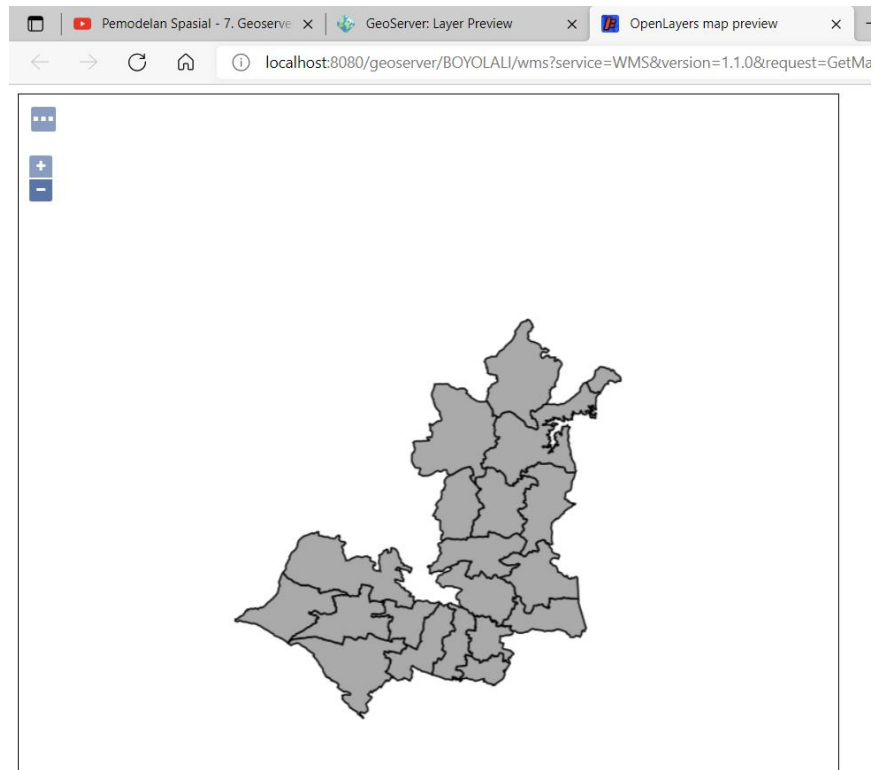 Pemodelan Spasial - 7. Geoserve GeoServer: Layer Preview OpenLayers map preview
localhost:8080/geoserver/BOYOLALI/wms?service=WMS&version=1.1.0&request=GetMa
+
-